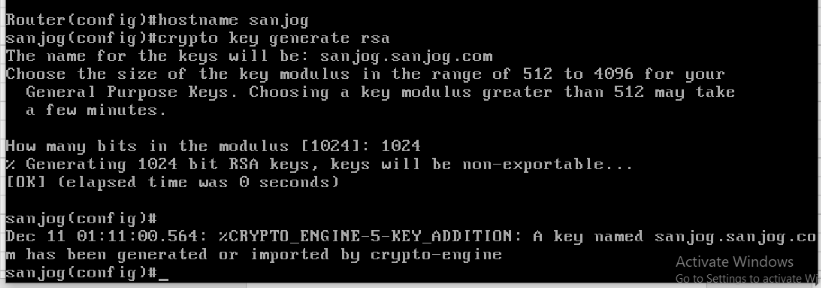 Router(config)#hostname sanjog
sanjog(config)#crypto key generate rsa
The name for the keys will be: sanjog.sanjog.com
Choose the size of the key modulus in the range of 512 to 4096 for your
  General Purpose Keys. Choosing a key modulus greater than 512 may take
  a few minutes.
How many bits in the modulus [1024]: 1024
% Generating 1024 bit RSA keys, keys will be non-exportable...
[OK] (elapsed time was 0 seconds)
sanjog(config)#
Dec 11 01:11:00.564: %CRYPTO_ENGINE-5-KEY_ADDITION: A key named sanjog.sanjog.co
m has been generated or imported by crypto-engine
sanjog(config)#_
Activate Windows
Go to Settings to activate Wi